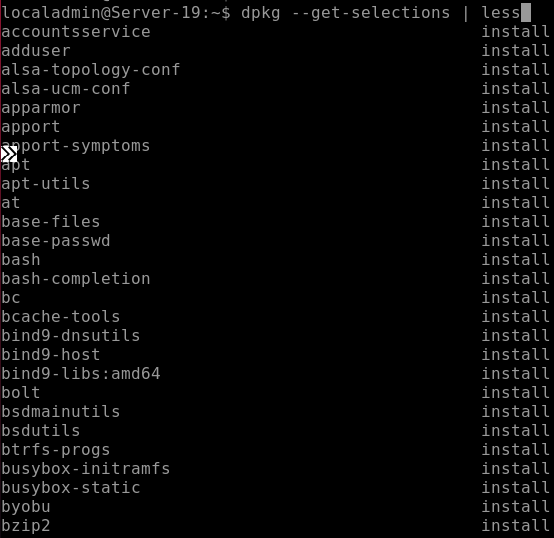 localadmin@Server-19:~$ dpkg --get-selections | less
accountsservice install
adduser install
alsa-topology-conf install
alsa-ucm-conf install
apparmor install
apport install
apport-symptoms install
apt install
apt-utils install
at install
base-files install
base-passwd install
bash install
bash-completion install
bc install
bcache-tools install
bind9-dnsutils install
bind9-host install
bind9-libs:amd64 install
bolt install
bsdmainutils install
bsdutils install
btrfs-progs install
busybox-initramfs install
busybox-static install
byobu install
bzip2 install